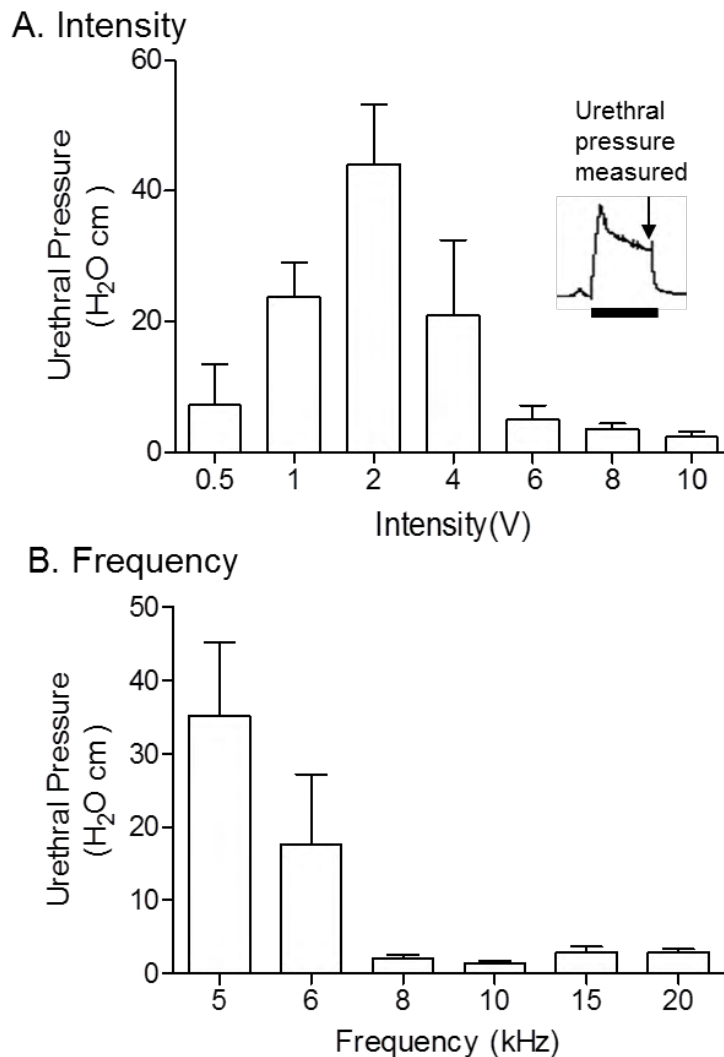 A. Intensity
60
40
20
0
Urethral Pressure
(H₂O cm)
Urethral
pressure
measured
0.5 1 2 4 6 8 10
Intensity(V)
B. Frequency
50
40
30
20
10
0
Urethral Pressure
(H₂O cm)
5 6 8 10 15 20
Frequency (kHz)